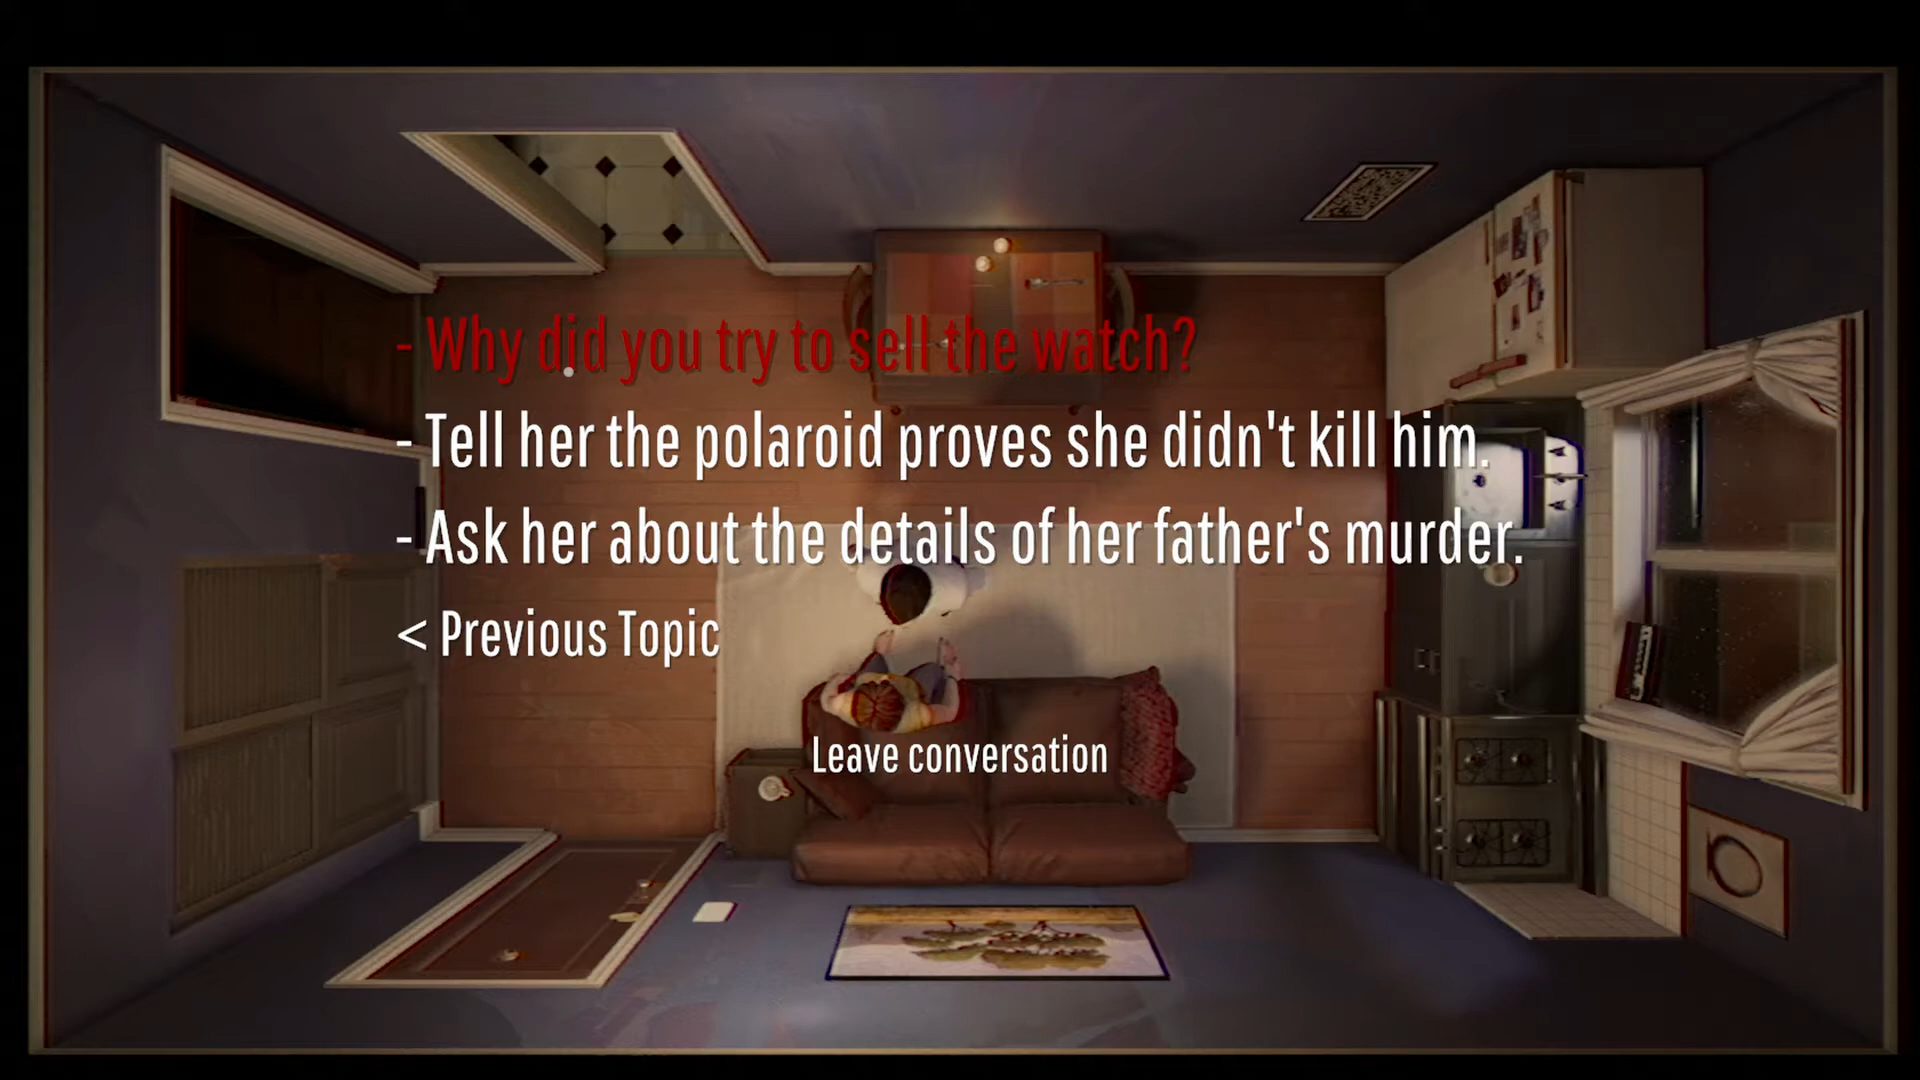 - Why did you try to sell the watch?
- Tell her the polaroid proves she didn't kill him.
- Ask her about the details of her father's murder.
< Previous Topic
Leave conversation